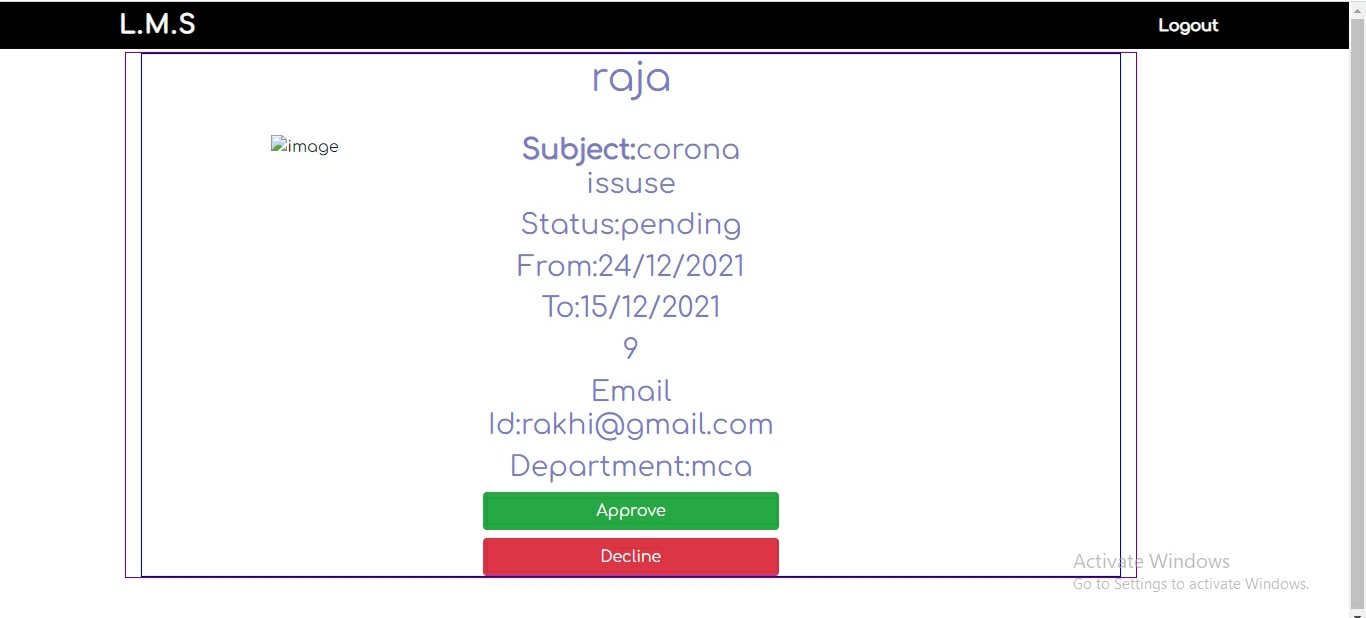 L.M.S
Logout
raja
image
Subject:corona
issuse
Status:pending
From:24/12/2021
To:15/12/2021
9
Email
Id:rakhi@gmail.com
Department:mca
Approve
Decline
Activate Windows
Go to Settings to activate Windows.